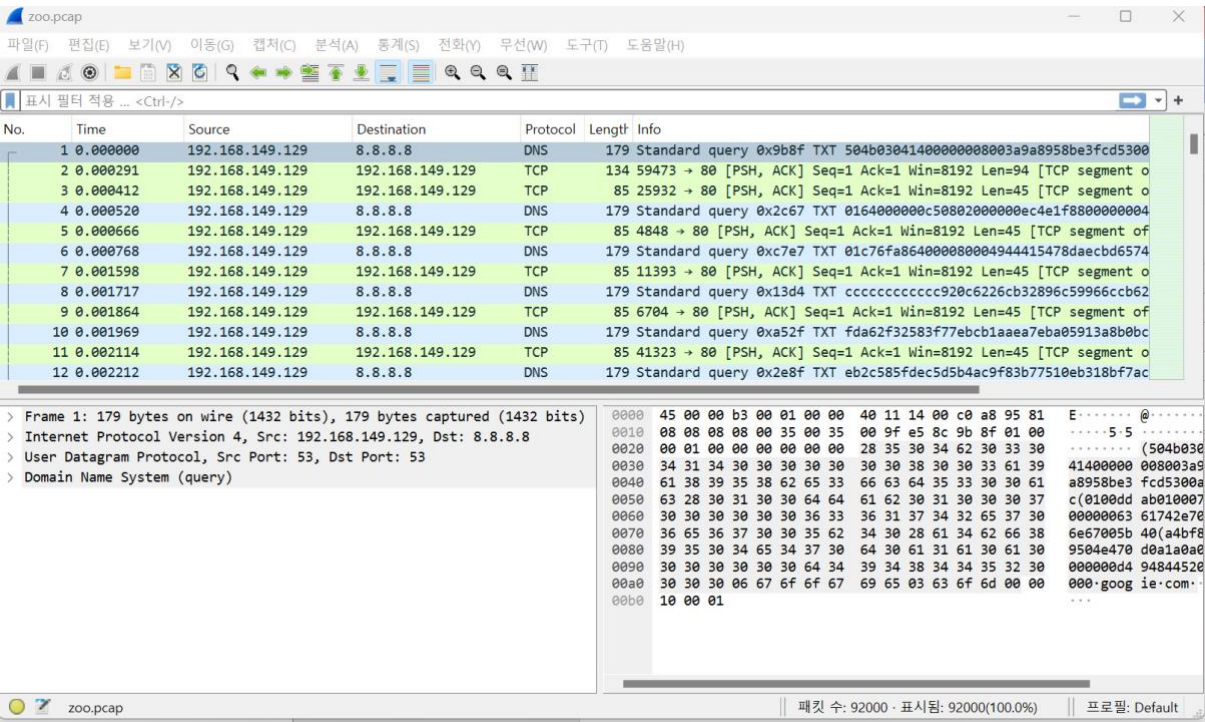 zoo.pcap
파일(F) 편집(E) 보기(V) 이동(G) 캡처(C) 분석(A) 통계(S) 전화(Y) 무선(W) 도구(T) 도움말(H)
표시 필터 적용 ... <Ctrl-/>
No. Time Source Destination Protocol Length Info
1 0.000000 192.168.149.129 8.8.8.8 DNS 179 Standard query 0x9b8f TXT 504b03041400000008003a9a8958be3fcd5300
2 0.000291 192.168.149.129 192.168.149.129 TCP 134 59473 → 80 [PSH, ACK] Seq=1 Ack=1 Win=8192 Len=94 [TCP segment o
3 0.000412 192.168.149.129 192.168.149.129 TCP 85 25932 → 80 [PSH, ACK] Seq=1 Ack=1 Win=8192 Len=45 [TCP segment o
4 0.000520 192.168.149.129 8.8.8.8 DNS 179 Standard query 0x2c67 TXT 0164000000c50802000000ec4e1f8800000004
5 0.000666 192.168.149.129 192.168.149.129 TCP 85 4848 → 80 [PSH, ACK] Seq=1 Ack=1 Win=8192 Len=45 [TCP segment of
6 0.000768 192.168.149.129 8.8.8.8 DNS 179 Standard query 0xc7e7 TXT 01c76fa864000080004944415478daecbd6574
7 0.001598 192.168.149.129 192.168.149.129 TCP 85 11393 → 80 [PSH, ACK] Seq=1 Ack=1 Win=8192 Len=45 [TCP segment o
8 0.001717 192.168.149.129 8.8.8.8 DNS 179 Standard query 0x13d4 TXT cccccccccccc920c6226cb32896c59966ccb62
9 0.001864 192.168.149.129 192.168.149.129 TCP 85 6704 → 80 [PSH, ACK] Seq=1 Ack=1 Win=8192 Len=45 [TCP segment of
10 0.001969 192.168.149.129 8.8.8.8 DNS 179 Standard query 0xa52f TXT fda62f32583f77ebcb1aaea7eba05913a8b0bc
11 0.002114 192.168.149.129 192.168.149.129 TCP 85 41323 → 80 [PSH, ACK] Seq=1 Ack=1 Win=8192 Len=45 [TCP segment o
12 0.002212 192.168.149.129 8.8.8.8 DNS 179 Standard query 0x2e8f TXT eb2c585fdec5d5b4ac9f83b77510eb318bf7ac
> Frame 1: 179 bytes on wire (1432 bits), 179 bytes captured (1432 bits)
> Internet Protocol Version 4, Src: 192.168.149.129, Dst: 8.8.8.8
> User Datagram Protocol, Src Port: 53, Dst Port: 53
> Domain Name System (query)
0000 45 00 00 b3 00 01 00 00 40 11 14 00 c0 a8 95 81 E······· @·······
0010 08 08 08 08 00 35 00 35 00 9f e5 8c 9b 8f 01 00 ·····5·5 ········
0020 00 01 00 00 00 00 00 00 28 35 30 34 62 30 33 30 ········ (504b030
0030 34 31 34 30 30 30 30 30 30 30 38 30 30 33 61 39 41400000 008003a9
0040 61 38 39 35 38 62 65 33 66 63 64 35 33 30 30 61 a8958be3 fcd5300a
0050 63 28 30 31 30 30 64 64 61 62 30 31 30 30 30 37 c(0100dd ab010007
0060 30 30 30 30 30 30 36 33 36 31 37 34 32 65 37 30 00000063 61742e70
0070 36 65 36 37 30 30 35 62 34 30 28 61 34 62 66 38 6e67005b 40(a4bf8
0080 39 35 30 34 65 34 37 30 64 30 61 31 61 30 61 30 9504e470 d0a1a0a0
0090 30 30 30 30 30 30 64 34 39 34 38 34 34 35 32 30 000000d4 94844520
00a0 30 30 30 06 67 6f 6f 67 69 65 03 63 6f 6d 00 00 000·goog ie·com··
00b0 10 00 01 ···
zoo.pcap 패킷 수: 92000 · 표시됨: 92000(100.0%) 프로필: Default